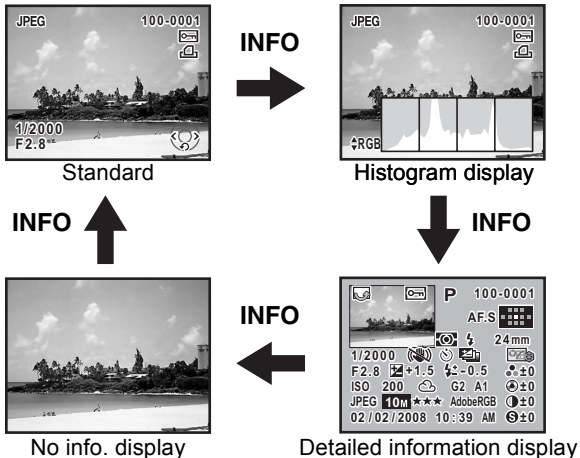 JPEG 100-0001
1/2000
F2.8
Standard
INFO
JPEG 100-0001
RGB
Histogram display
INFO
P 100-0001
AF.S
24mm
1/2000
F2.8 +1.5 -0.5 ±0
ISO 200 G2 A1 ±0
JPEG 10M ★★★ AdobeRGB ±0
02/02/2008 10:39 AM S±0
Detailed information display
INFO
No info. display
INFO